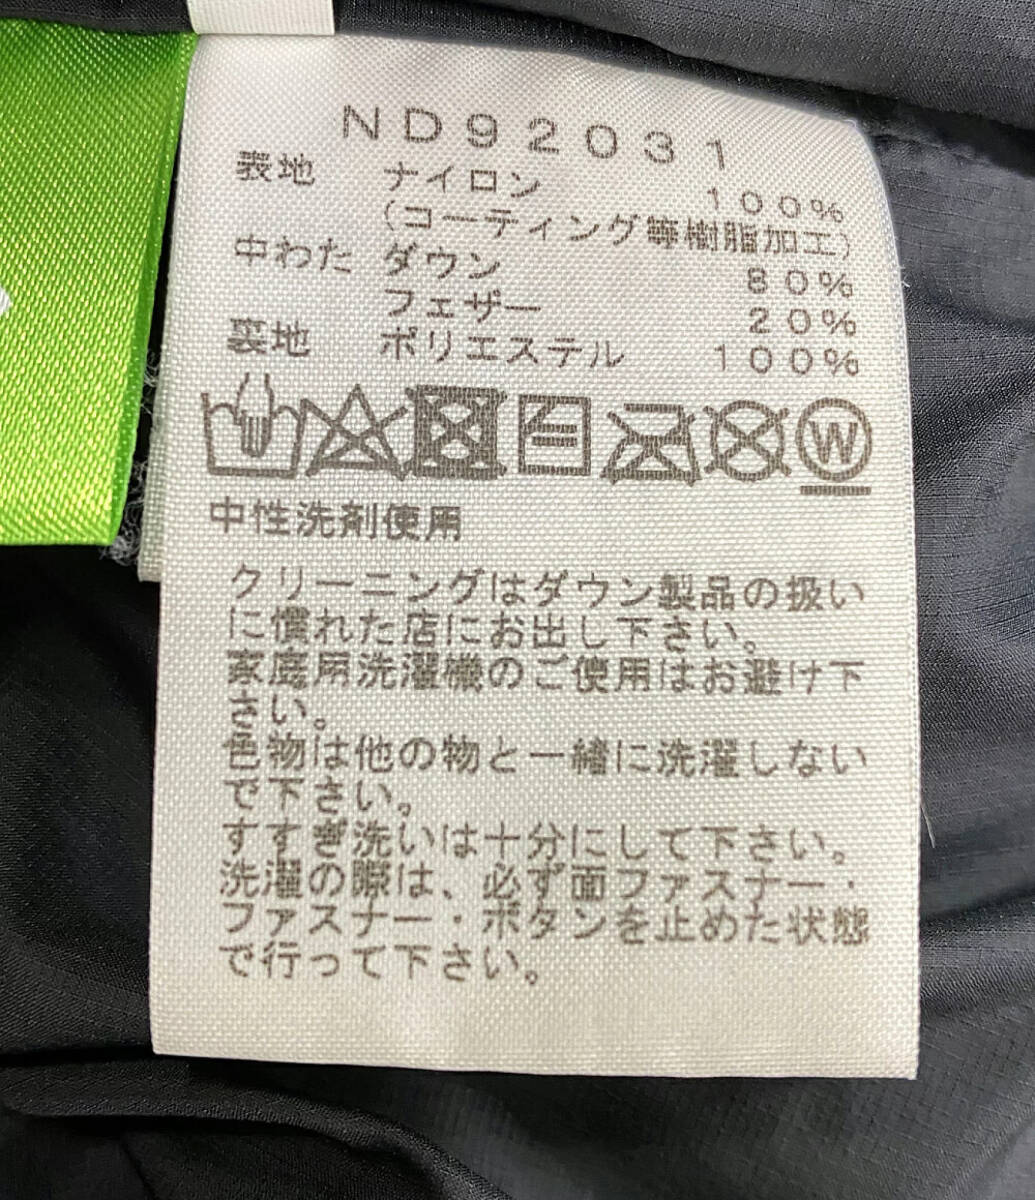 ND92031
表地 ナイロン 100%
(コーティング等樹脂加工)
中わた ダウン 80%
フェザー 20%
裏地 ポリエステル 100%
W
中性洗剤使用
クリーニングはダウン製品の扱い
に慣れた店にお出し下さい。
家庭用洗濯機のご使用はお避け下
さい。
色物は他の物と一緒に洗濯しない
で下さい。
すすぎ洗いは十分にして下さい。
洗濯の際は、必ず面ファスナー・
ファスナー・ボタンを止めた状態
で行って下さい。